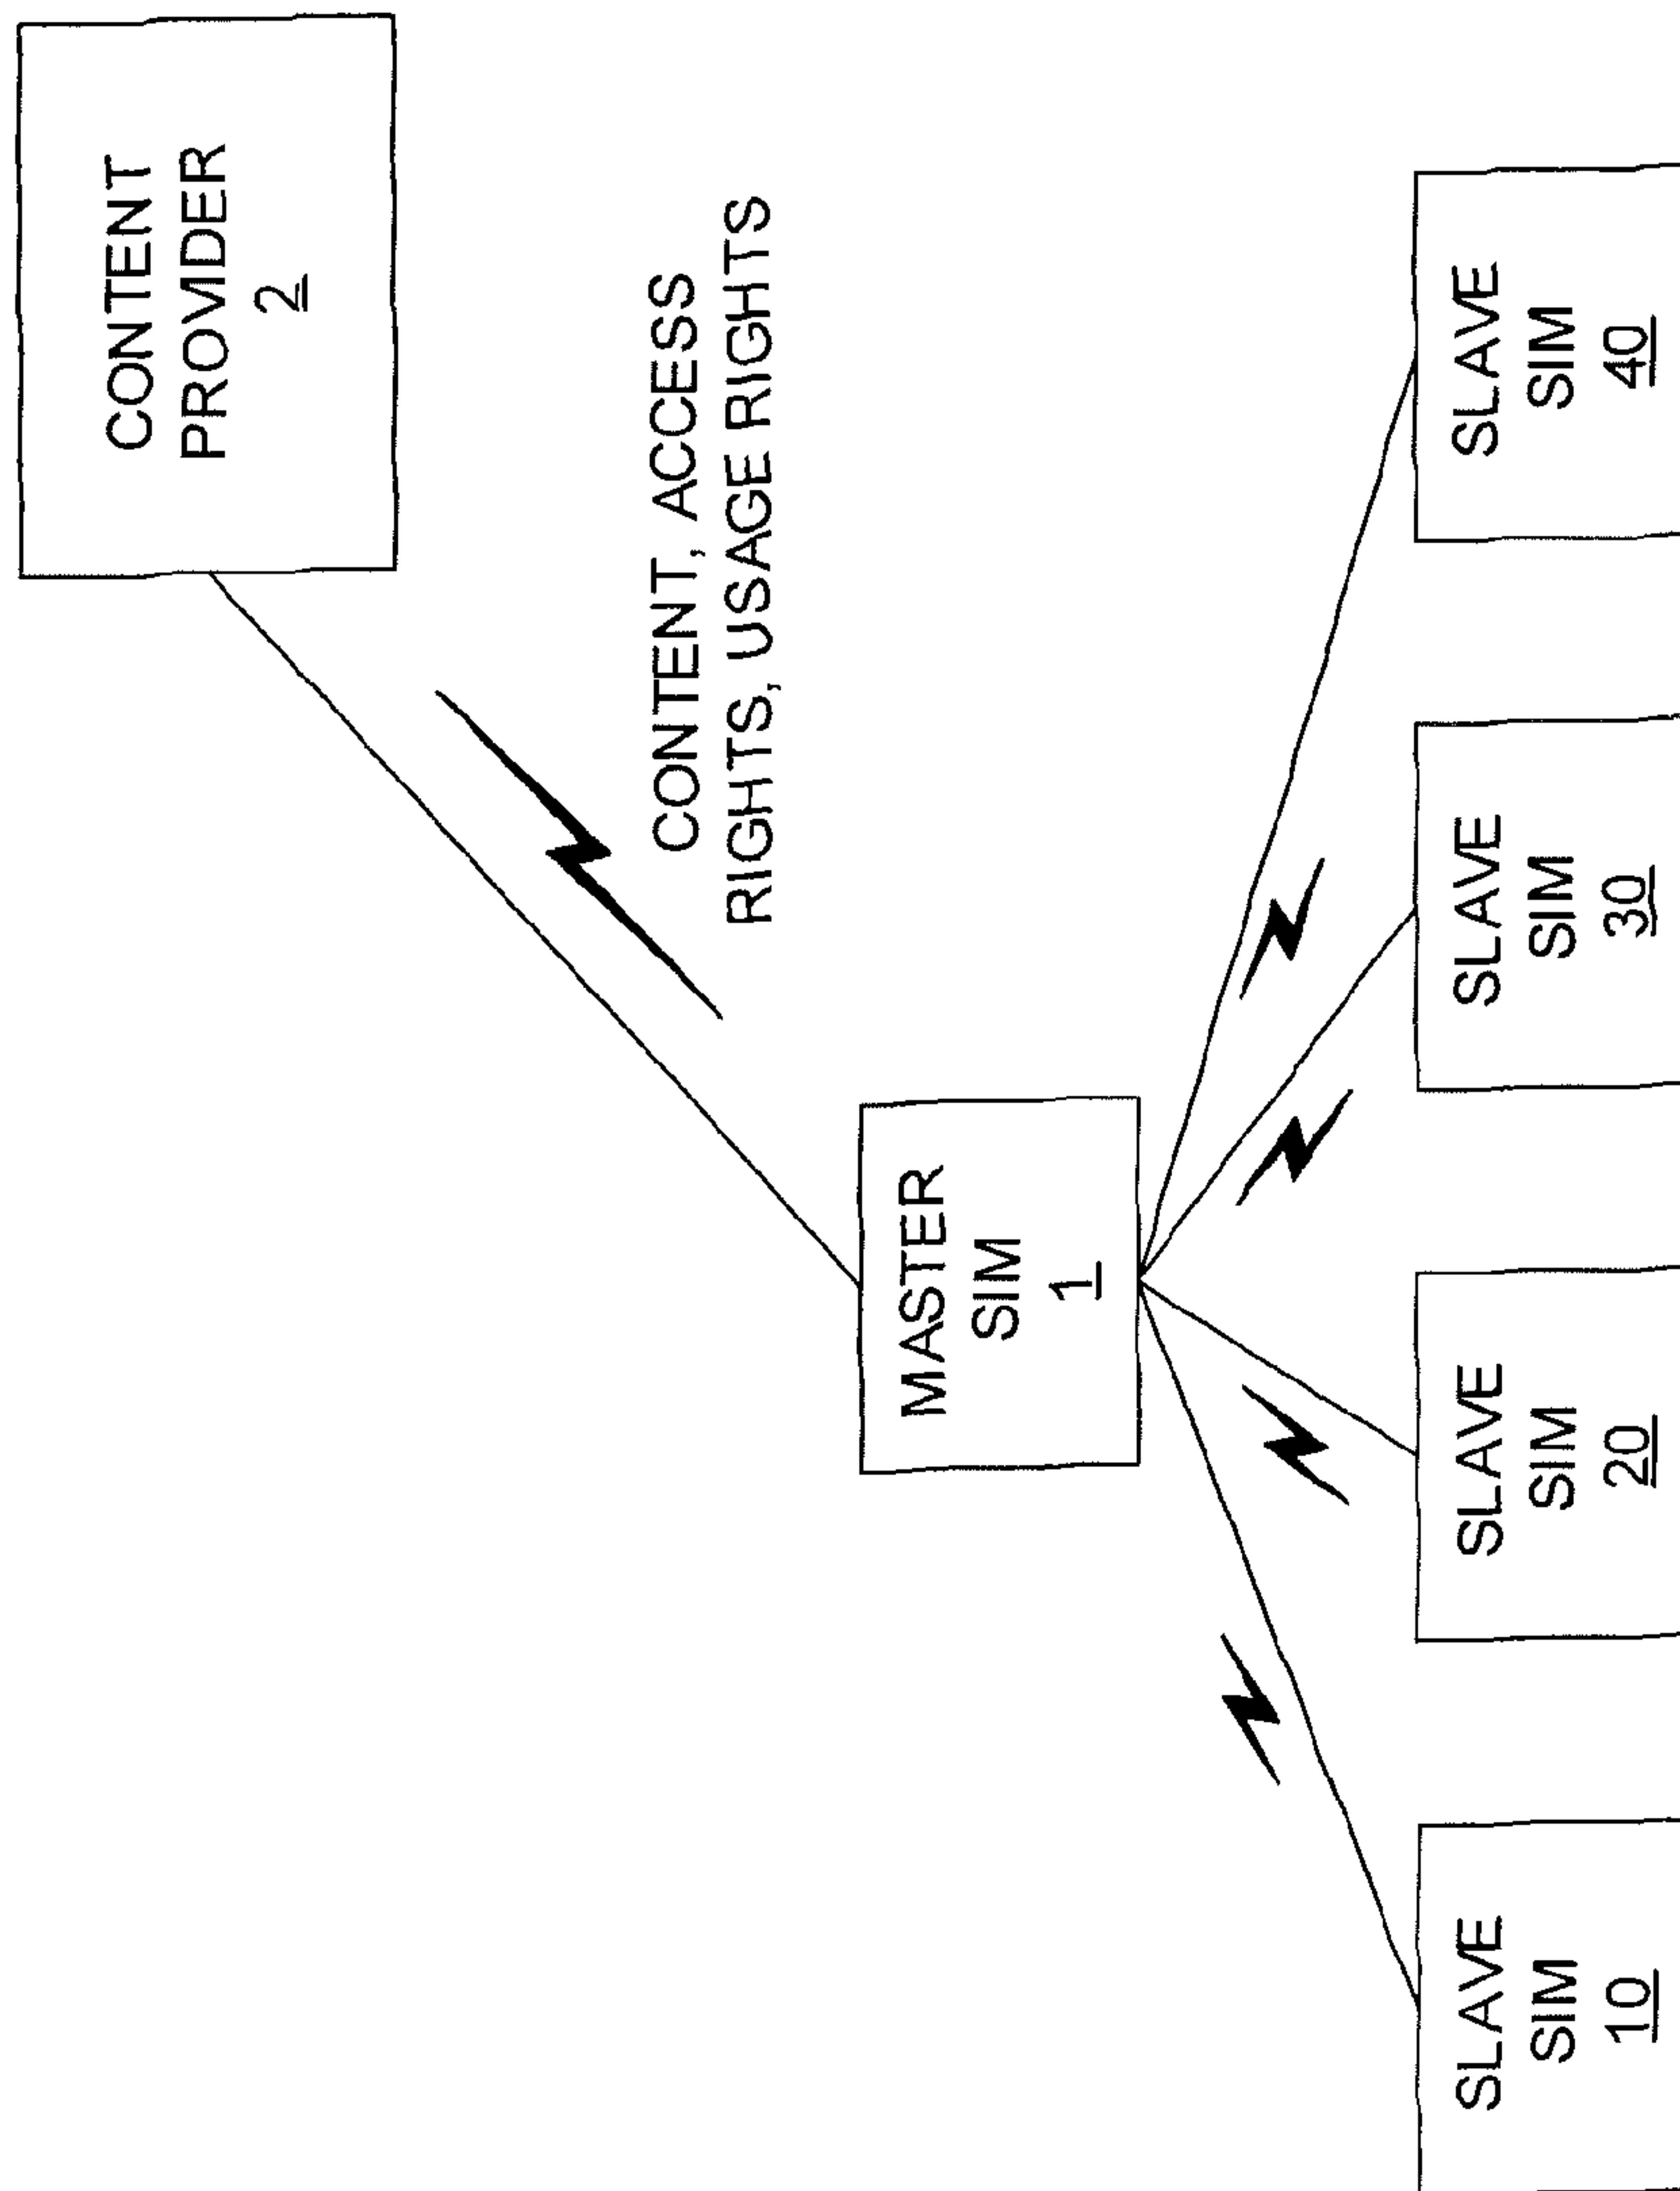 CONTENT
PROVIDER
2
CONTENT, ACCESS
RIGHTS, USAGE RIGHTS
MASTER
SIM
1
SLAVE
SIM
10
SLAVE
SIM
20
SLAVE
SIM
30
SLAVE
SIM
40